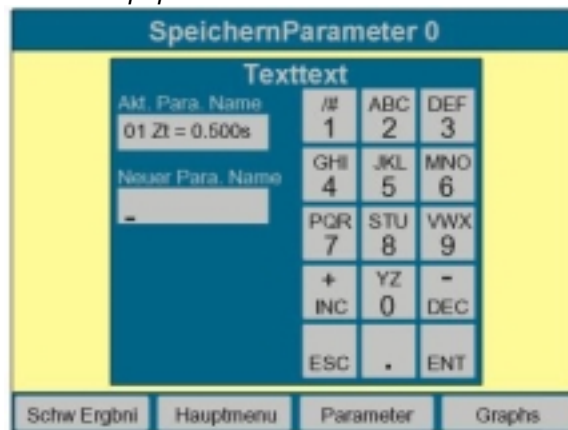 SpeichernParameter 0
Texttext
Akt. Para. Name
01 Zt = 0.500s
Neuer Para. Name
_
/# ABC DEF
1 2 3
GHI JKL MNO
4 5 6
PQR STU VWX
7 8 9
+ YZ -
INC 0 DEC
ESC . ENT
Schw Ergbni Hauptmenu Parameter Graphs